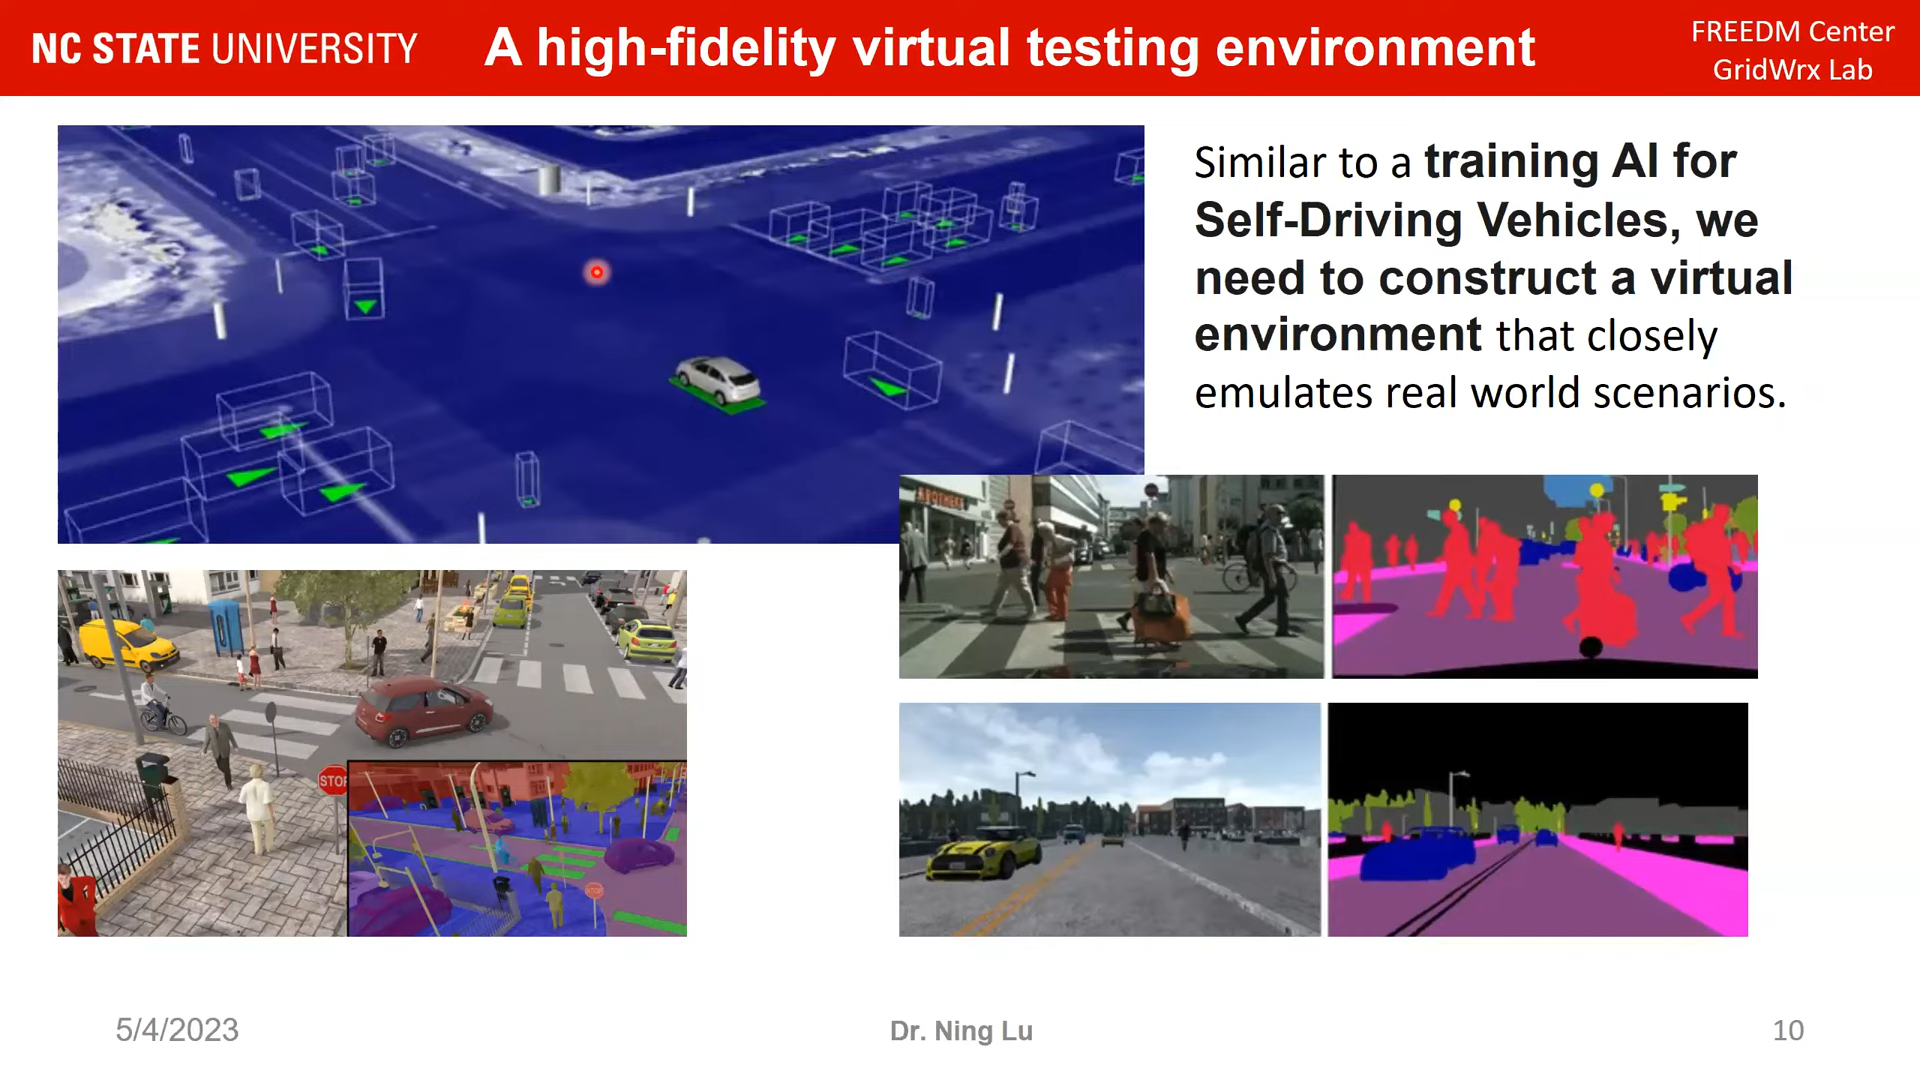 NC STATE UNIVERSITY
A high-fidelity virtual testing environment
FREEDM Center
GridWrx Lab
Similar to a training AI for
Self-Driving Vehicles, we
need to construct a virtual
environment that closely
emulates real world scenarios.
STOP
5/4/2023
Dr. Ning Lu
10